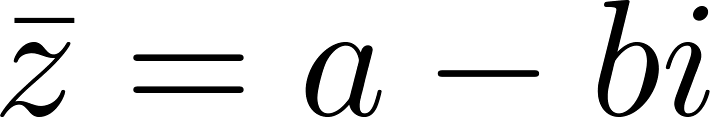 z̅ = a − bi